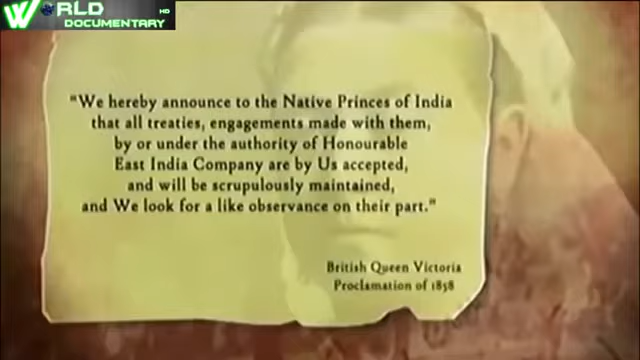 WORLD
DOCUMENTARY HD
"We hereby announce to the Native Princes of India
that all treaties, engagements made with them,
by or under the authority of Honourable
East India Company are by Us accepted,
and will be scrupulously maintained,
and We look for a like observance on their part."
British Queen Victoria
Proclamation of 1858